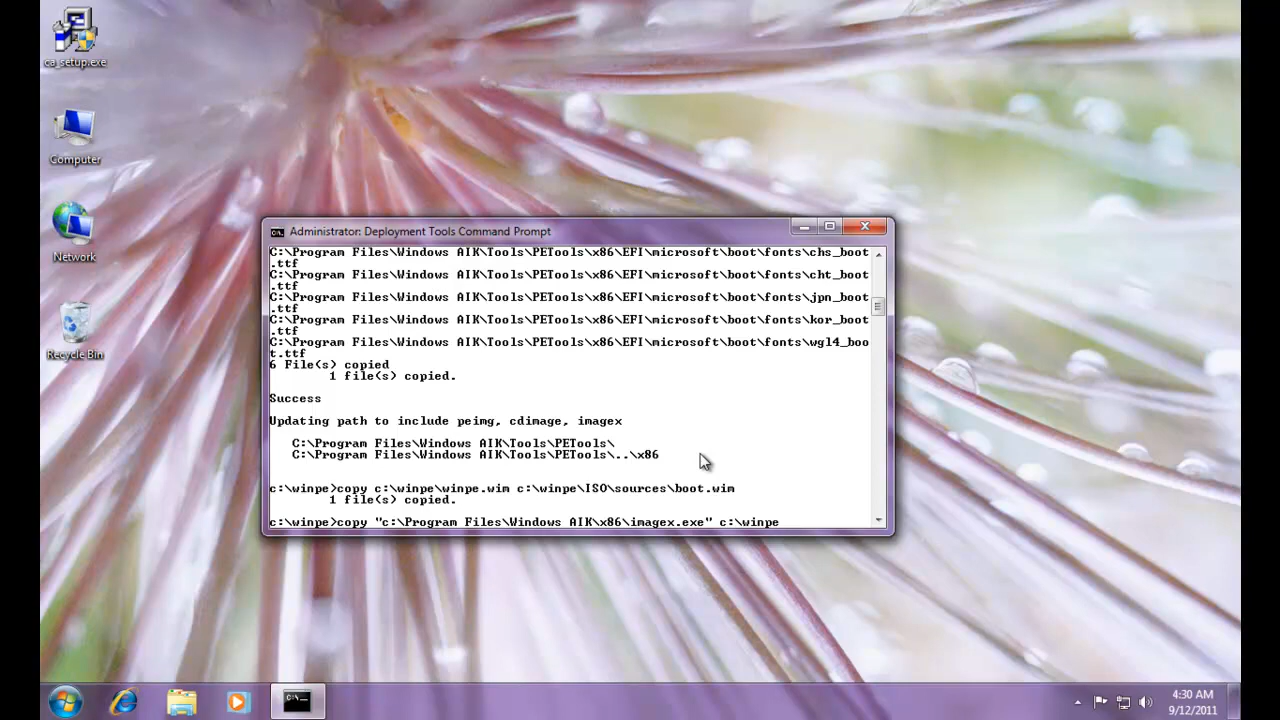 ca_setup.exe
Computer
Network
Recycle Bin
Administrator: Deployment Tools Command Prompt
C:\Program Files\Windows AIK\Tools\PETools\x86\EFI\microsoft\boot\fonts\chs_boot
.ttf
C:\Program Files\Windows AIK\Tools\PETools\x86\EFI\microsoft\boot\fonts\cht_boot
.ttf
C:\Program Files\Windows AIK\Tools\PETools\x86\EFI\microsoft\boot\fonts\jpn_boot
.ttf
C:\Program Files\Windows AIK\Tools\PETools\x86\EFI\microsoft\boot\fonts\kor_boot
.ttf
C:\Program Files\Windows AIK\Tools\PETools\x86\EFI\microsoft\boot\fonts\wgl4_boo
t.ttf
6 File(s) copied
1 file(s) copied.
Success
Updating path to include peimg, cdimage, imagex
C:\Program Files\Windows AIK\Tools\PETools\
C:\Program Files\Windows AIK\Tools\PETools\..\x86
c:\winpe>copy c:\winpe\winpe.wim c:\winpe\ISO\sources\boot.wim
1 file(s) copied.
c:\winpe>copy "c:\Program Files\Windows AIK\x86\imagex.exe" c:\winpe
4:30 AM
9/12/2011